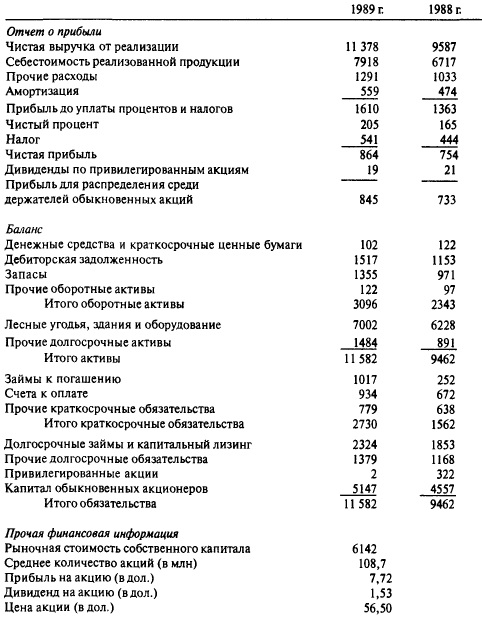 1989 г. 1988 г.
Отчет о прибыли
Чистая выручка от реализации 11 378 9587
Себестоимость реализованной продукции 7918 6717
Прочие расходы 1291 1033
Амортизация 559 474
Прибыль до уплаты процентов и налогов 1610 1363
Чистый процент 205 165
Налог 541 444
Чистая прибыль 864 754
Дивиденды по привилегированным акциям 19 21
Прибыль для распределения среди
держателей обыкновенных акций 845 733
Баланс
Денежные средства и краткосрочные ценные бумаги 102 122
Дебиторская задолженность 1517 1153
Запасы 1355 971
Прочие оборотные активы 122 97
Итого оборотные активы 3096 2343
Лесные угодья, здания и оборудование 7002 6228
Прочие долгосрочные активы 1484 891
Итого активы 11 582 9462
Займы к погашению 1017 252
Счета к оплате 934 672
Прочие краткосрочные обязательства 779 638
Итого краткосрочные обязательства 2730 1562
Долгосрочные займы и капитальный лизинг 2324 1853
Прочие долгосрочные обязательства 1379 1168
Привилегированные акции 2 322
Капитал обыкновенных акционеров 5147 4557
Итого обязательства 11 582 9462
Прочая финансовая информация
Рыночная стоимость собственного капитала 6142
Среднее количество акций (в млн) 108,7
Прибыль на акцию (в дол.) 7,72
Дивиденд на акцию (в дол.) 1,53
Цена акции (в дол.) 56,50